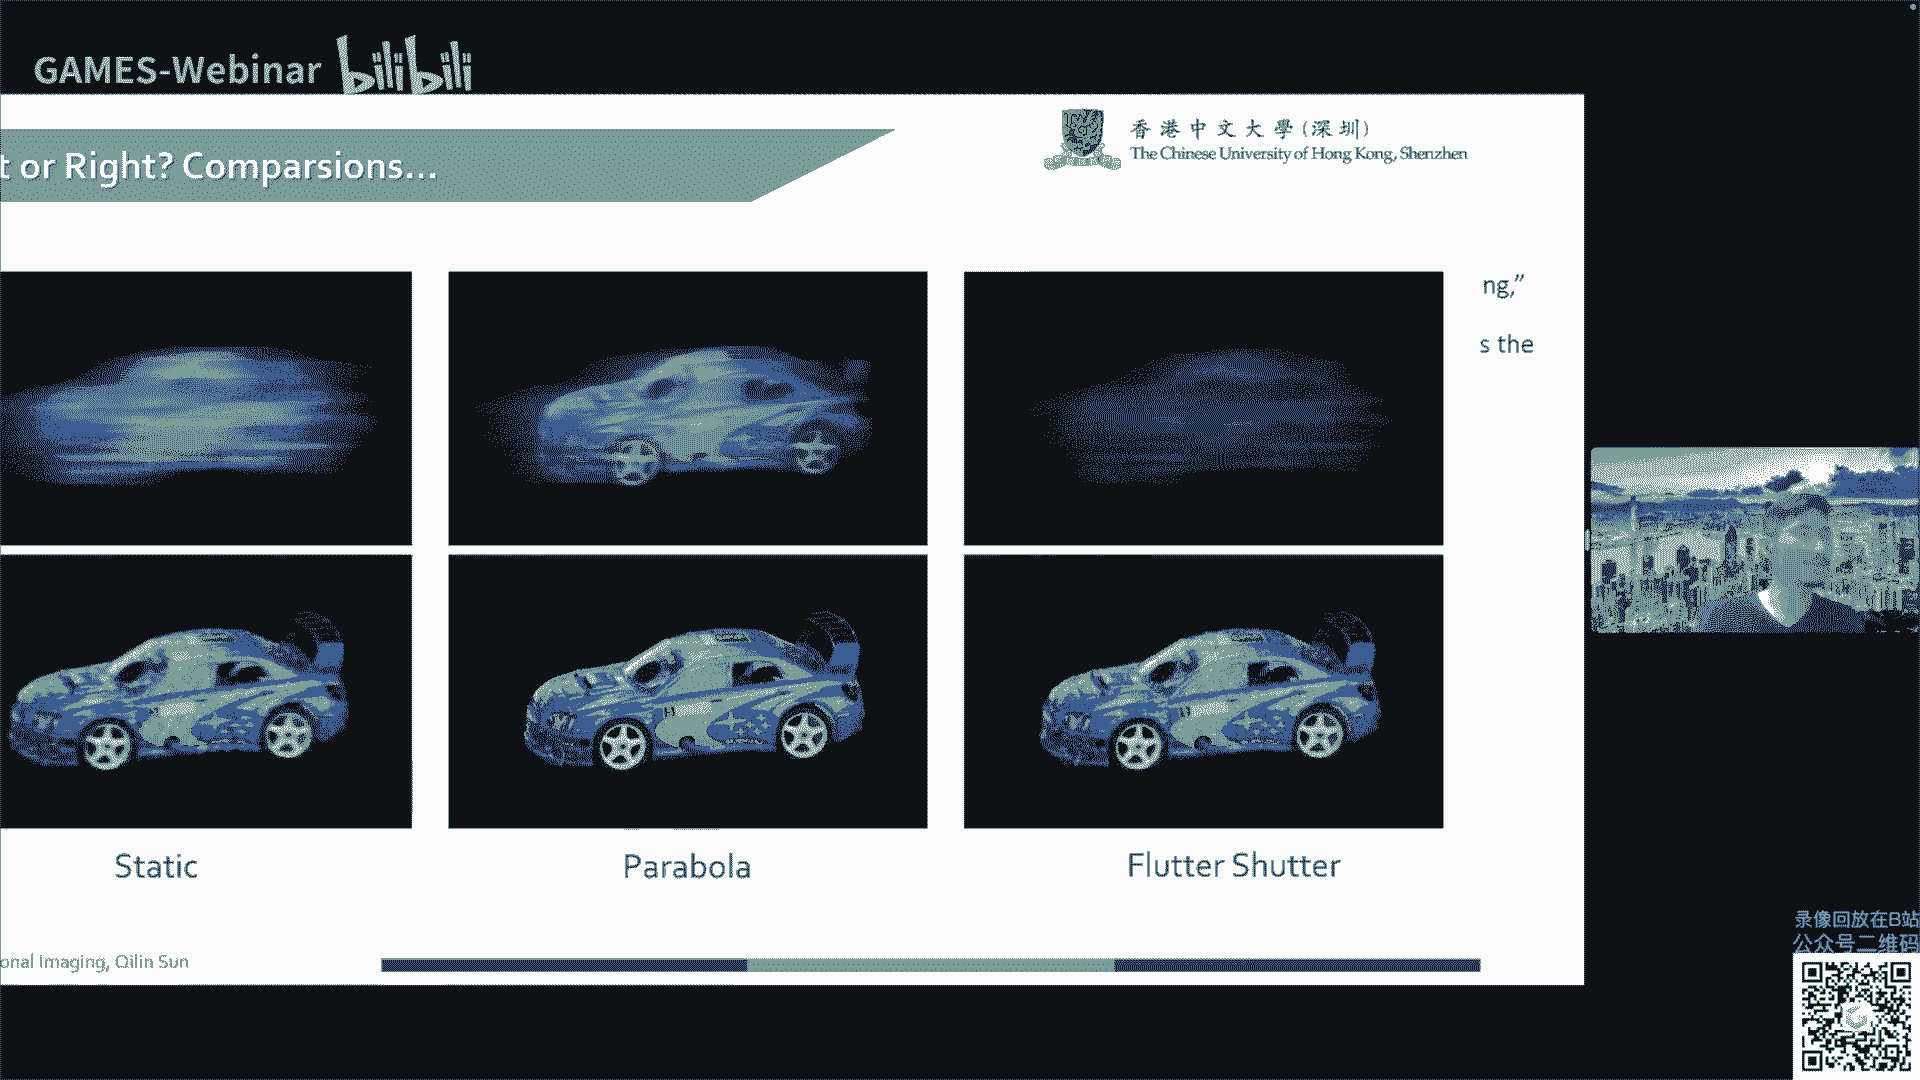 GAMES-Webinar bilibili
t or Right? Comparsions...
香港中文大學(深圳)
The Chinese University of Hong Kong, Shenzhen
ng,”
s the
Static
Parabola
Flutter Shutter
onal Imaging, Qilin Sun
录像回放在B站
公众号二维码